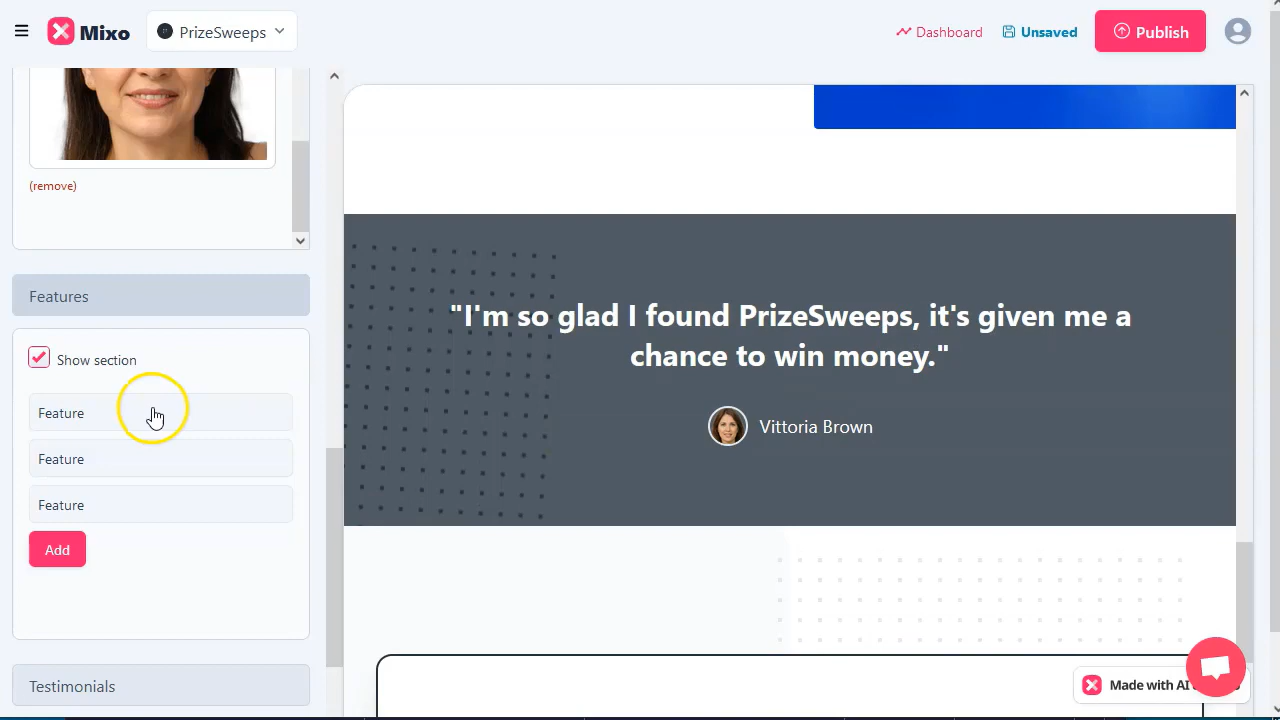 Mixo
PrizeSweeps
Dashboard
Unsaved
Publish
(remove)
Features
Show section
Feature
Feature
Feature
Add
Testimonials
"I'm so glad I found PrizeSweeps, it's given me a
chance to win money."
Vittoria Brown
Made with AI